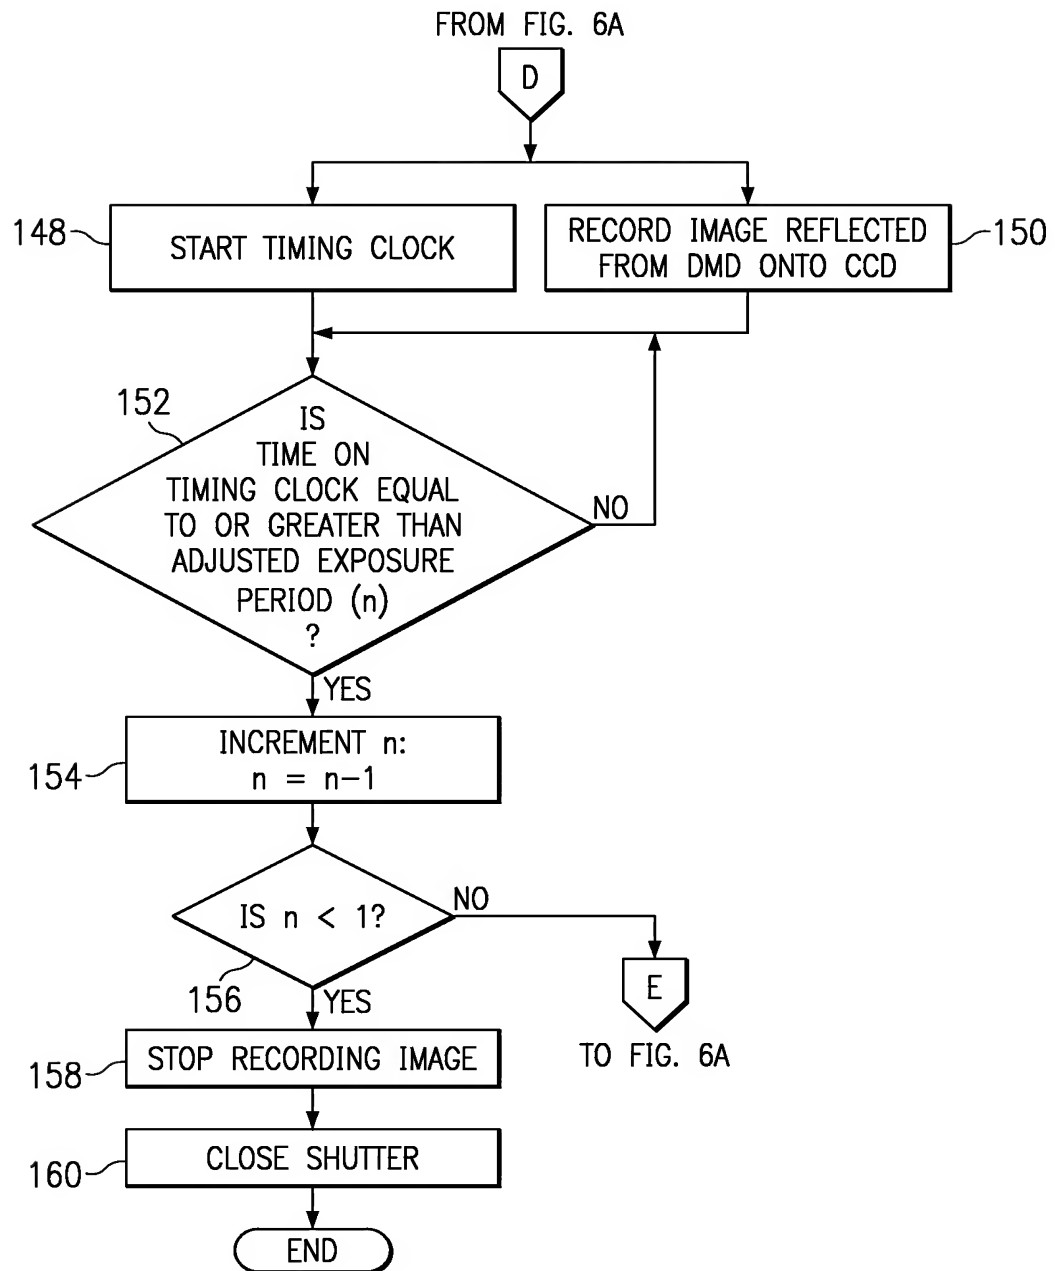 FROM FIG. 6A
D
148
START TIMING CLOCK
RECORD IMAGE REFLECTED
FROM DMD ONTO CCD
150
152
IS
TIME ON
TIMING CLOCK EQUAL
TO OR GREATER THAN
ADJUSTED EXPOSURE
PERIOD (n)
?
NO
YES
154
INCREMENT n:
n = n-1
IS n < 1?
NO
156
YES
E
TO FIG. 6A
158
STOP RECORDING IMAGE
160
CLOSE SHUTTER
END